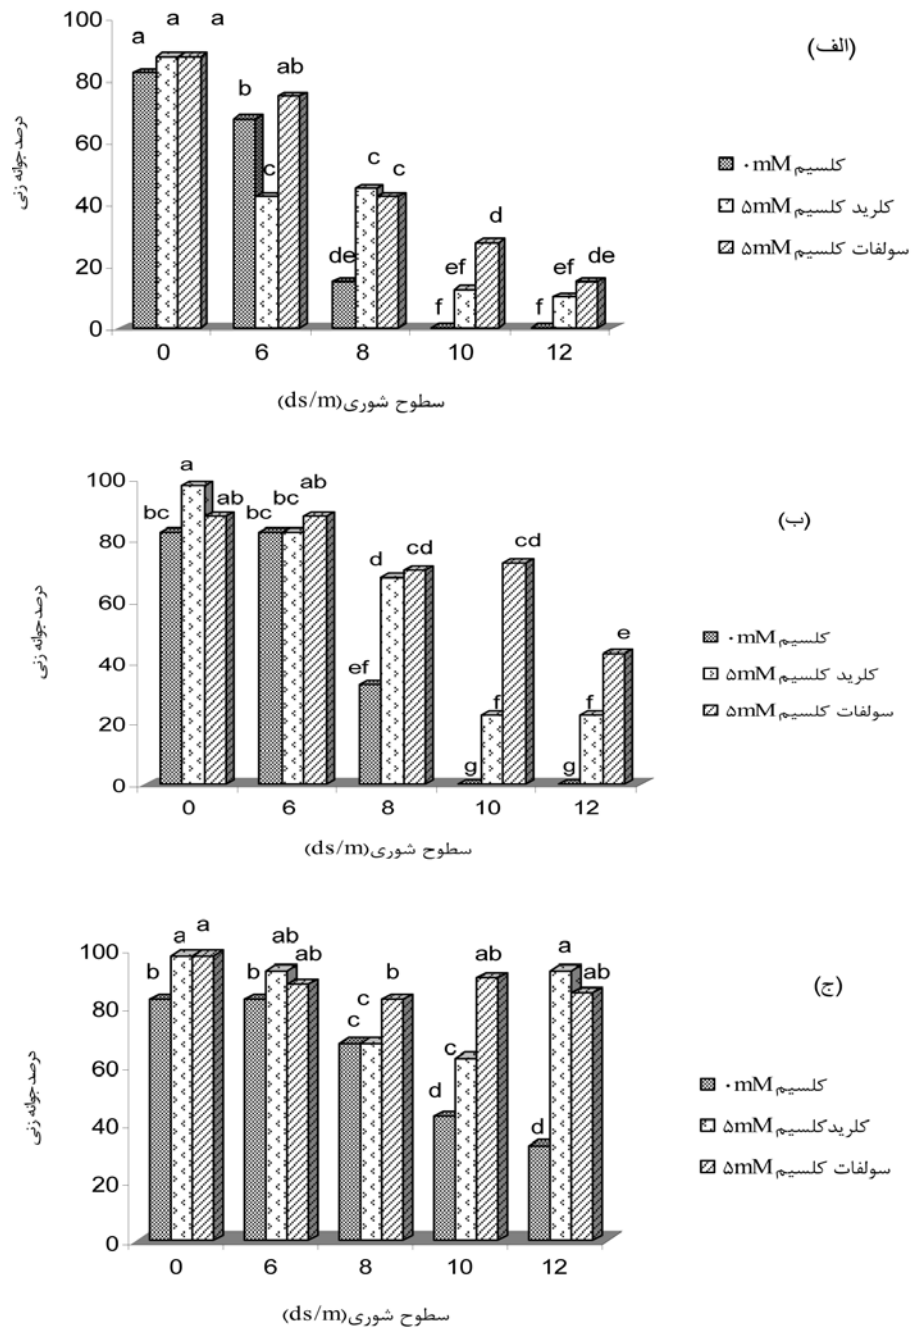 (الف)
a a a
b c ab
de c c
f ef d
f ef de
100
80
60
40
20
0
درصد جوانه زنی
0 6 8 10 12
سطوح شوری(ds/m)
کلسیم ۰mM
کلرید کلسیم ۵mM
سولفات کلسیم ۵mM
(ب)
bc a ab
bc bc ab
ef d cd
g f cd
g f e
100
80
60
40
20
0
درصد جوانه زنی
0 6 8 10 12
سطوح شوری(ds/m)
کلسیم ۰mM
کلرید کلسیم ۵mM
سولفات کلسیم ۵mM
(ج)
b a a
b ab ab
c c b
d c ab
d a ab
100
80
60
40
20
0
درصد جوانه زنی
0 6 8 10 12
سطوح شوری(ds/m)
کلسیم ۰mM
کلریدکلسیم ۵mM
سولفات کلسیم ۵mM